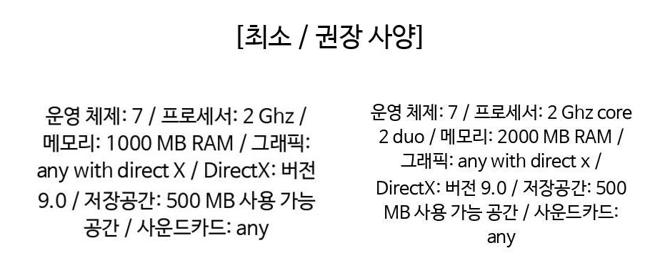 [최소 / 권장 사양]
운영 체제: 7 / 프로세서: 2 Ghz /
메모리: 1000 MB RAM / 그래픽:
any with direct X / DirectX: 버전
9.0 / 저장공간: 500 MB 사용 가능
공간 / 사운드카드: any
운영 체제: 7 / 프로세서: 2 Ghz core
2 duo / 메모리: 2000 MB RAM /
그래픽: any with direct x /
DirectX: 버전 9.0 / 저장공간: 500
MB 사용 가능 공간 / 사운드카드:
any